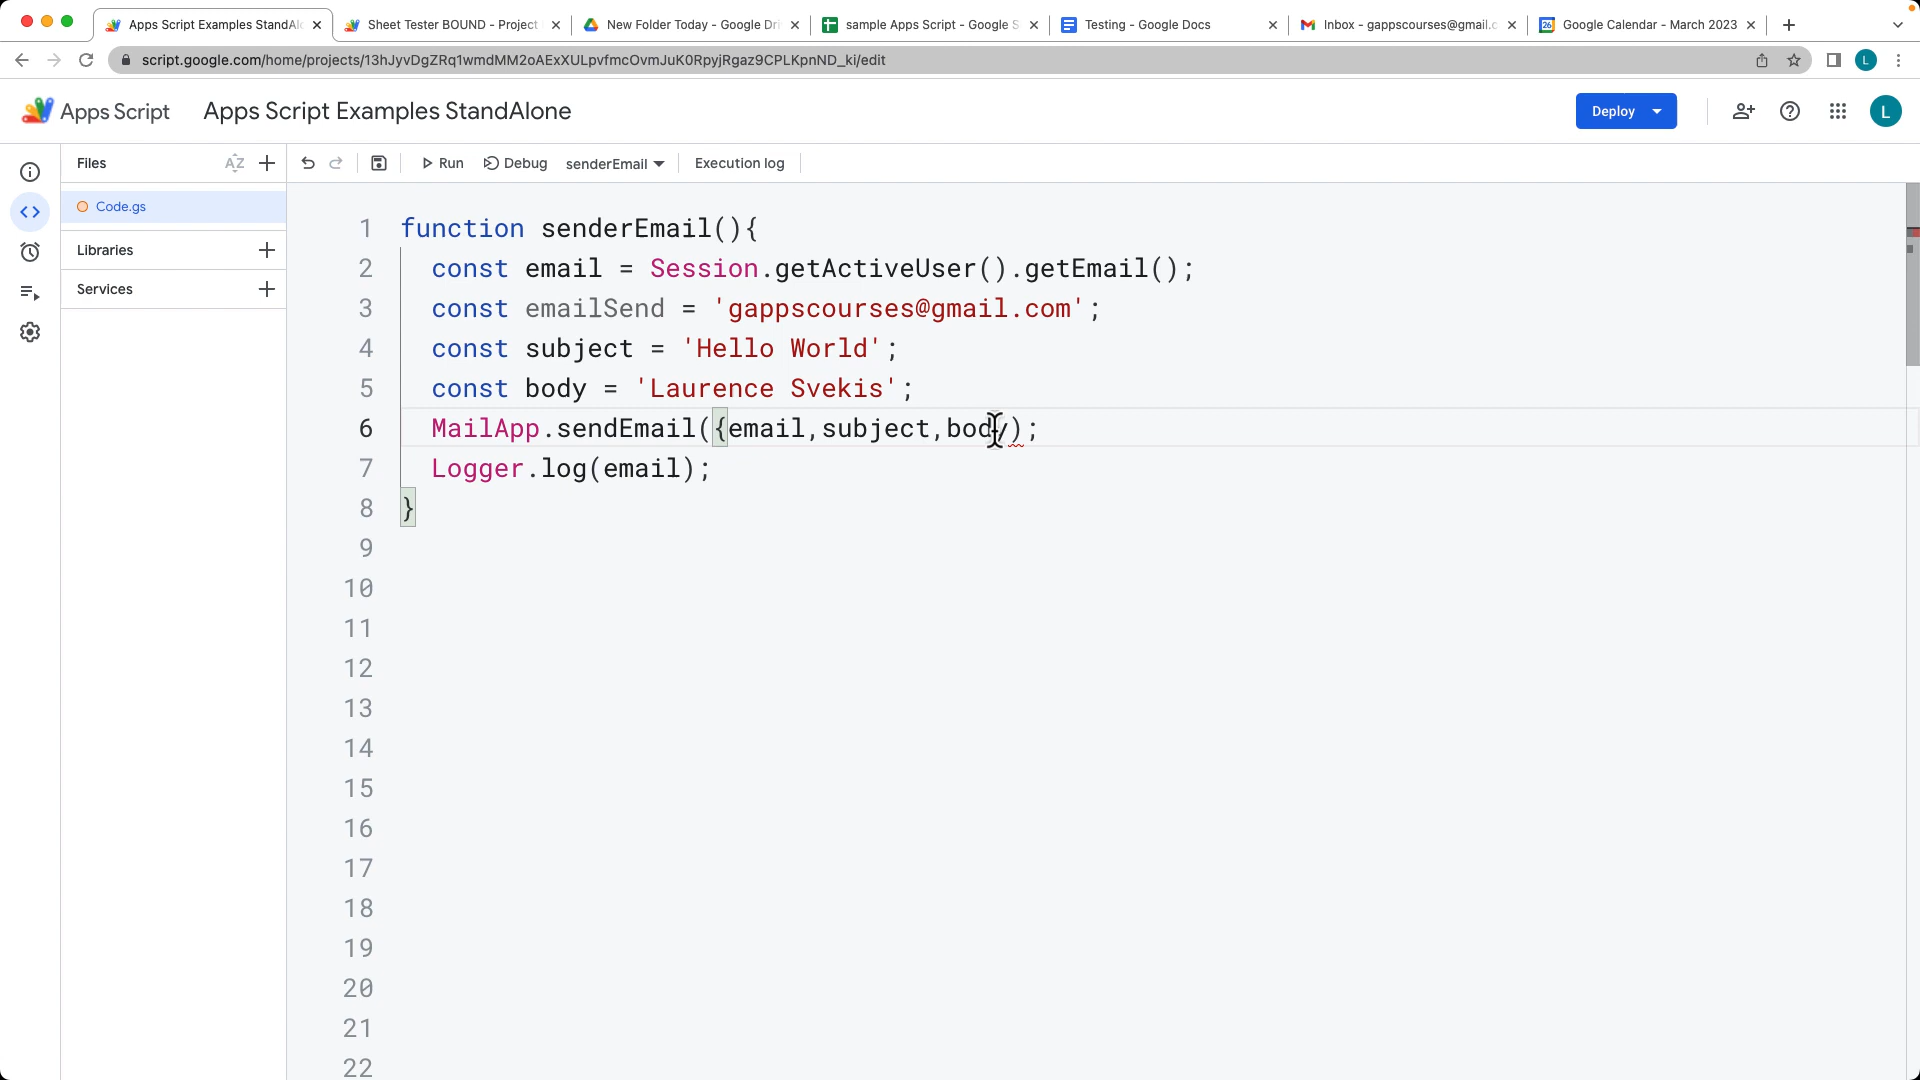 Apps Script Examples StandAlo
Sheet Tester BOUND - Project
New Folder Today - Google Dri
sample Apps Script - Google S
Testing - Google Docs
Inbox - gappscourses@gmail.c
26
Google Calendar - March 2023
script.google.com/home/projects/13hJyvDgZRq1wmdMM2oAExXULpvfmcOvmJuK0RpyjRgaz9CPLKpnND_ki/edit
L
Apps Script
Apps Script Examples StandAlone
Deploy
L
Files
AZ
Run
Debug
senderEmail
Execution log
Code.gs
Libraries
Services
1 function senderEmail(){
2 const email = Session.getActiveUser().getEmail();
3 const emailSend = 'gappscourses@gmail.com';
4 const subject = 'Hello World';
5 const body = 'Laurence Svekis';
6 MailApp.sendEmail({email,subject,body);
7 Logger.log(email);
8 }
9
10
11
12
13
14
15
16
17
18
19
20
21
22